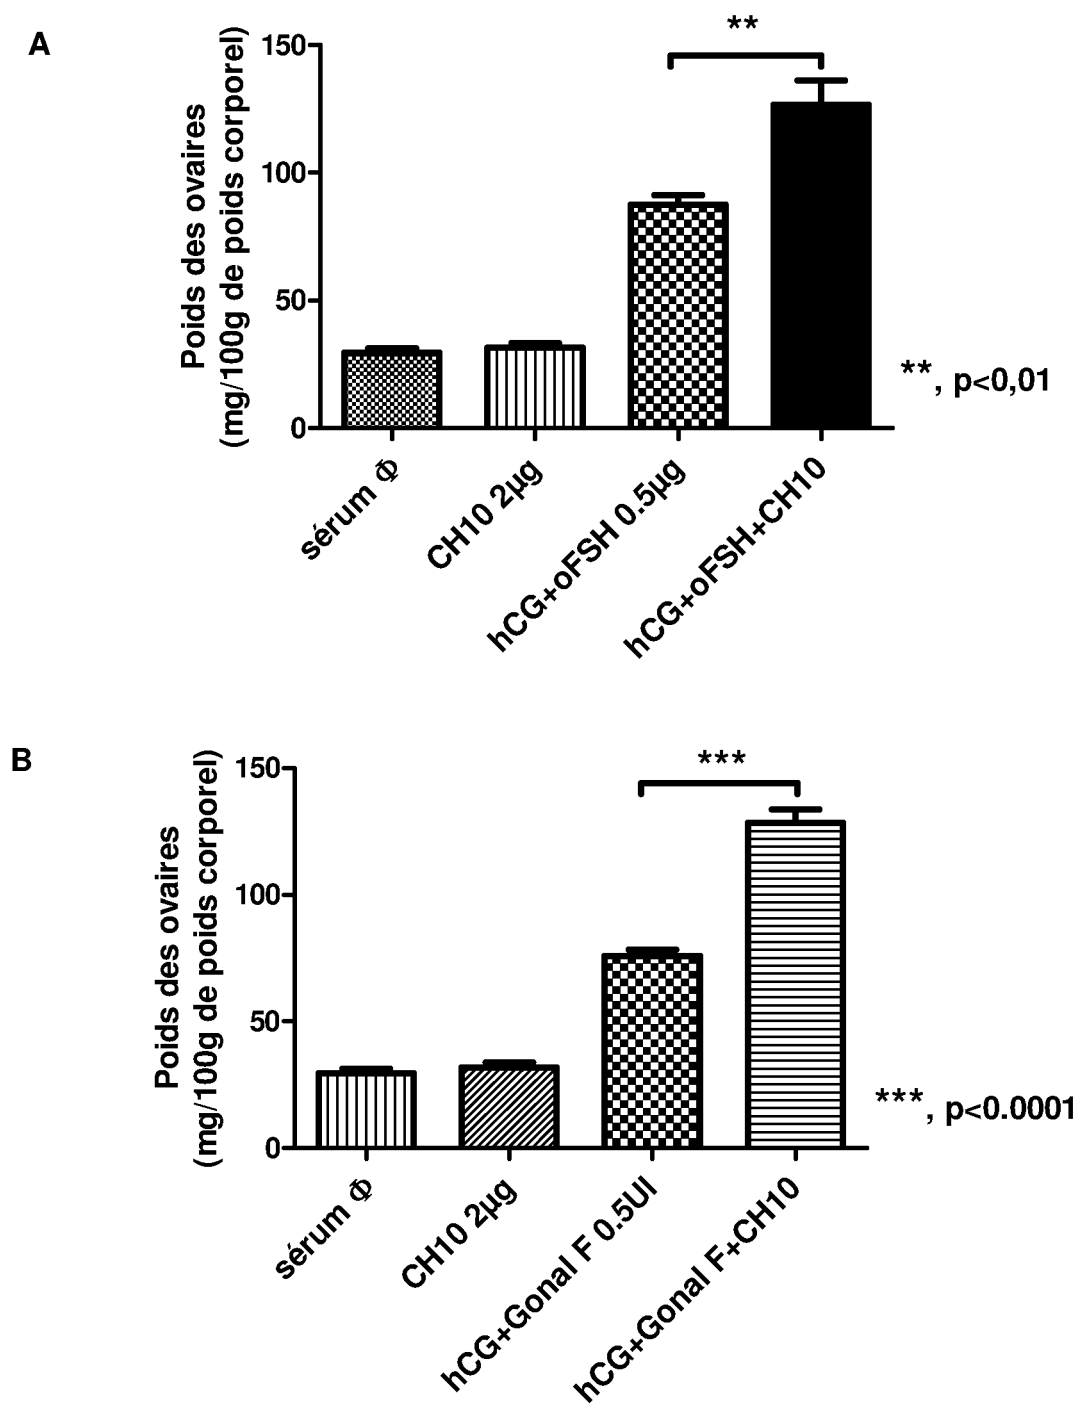 A
**
150
100
50
0
Poids des ovaires
(mg/100g de poids corporel)
**, p<0,01
sérum Φ
CH10 2µg
hCG+oFSH 0.5µg
hCG+oFSH+CH10
B
***
150
100
50
0
Poids des ovaires
(mg/100g de poids corporel)
***, p<0.0001
sérum Φ
CH10 2µg
hCG+Gonal F 0.5UI
hCG+Gonal F+CH10